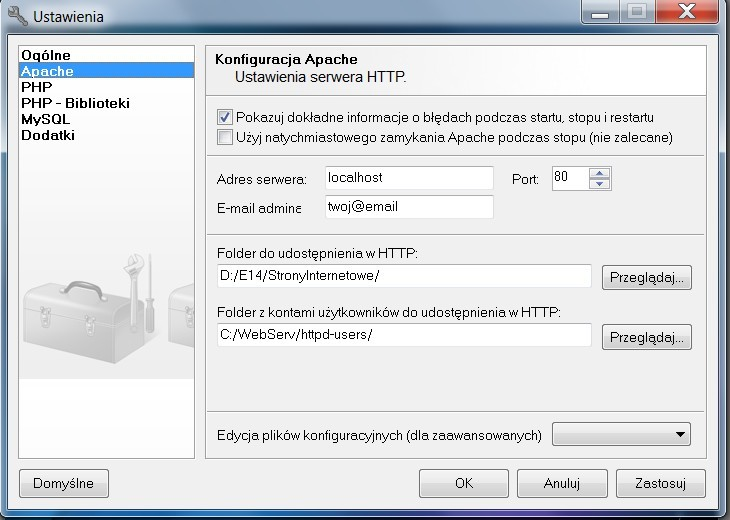 Ustawienia
Ogólne
Apache
PHP
PHP - Biblioteki
MySQL
Dodatki
Konfiguracja Apache
Ustawienia serwera HTTP.
Pokazuj dokładne informacje o błędach podczas startu, stopu i restartu
Użyj natychmiastowego zamykania Apache podczas stopu (nie zalecane)
Adres serwera: localhost Port: 80
E-mail admina twoj@email
Folder do udostępnienia w HTTP:
D:/E14/StronyInternetowe/ Przeglądaj...
Folder z kontami użytkowników do udostępnienia w HTTP:
C:/WebServ/httpd-users/ Przeglądaj...
Edycja plików konfiguracyjnych (dla zaawansowanych)
Domyślne OK Anuluj Zastosuj